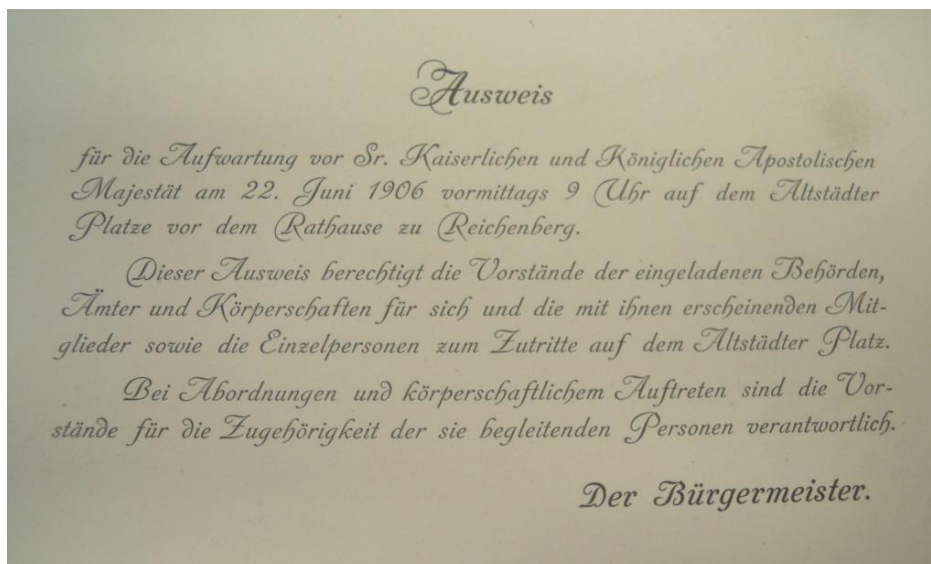 Ausweis
für die Aufwartung vor Sr. Kaiserlichen und Königlichen Apostolischen
Majestät am 22. Juni 1906 vormittags 9 Uhr auf dem Altstädter
Platze vor dem Rathause zu Reichenberg.
Dieser Ausweis berechtigt die Vorstände der eingeladenen Behörden,
Ämter und Körperschaften für sich und die mit ihnen erscheinenden Mit-
glieder sowie die Einzelpersonen zum Zutritte auf dem Altstädter Platz.
Bei Abordnungen und körperschaftlichem Auftreten sind die Vor-
stände für die Zugehörigkeit der sie begleitenden Personen verantwortlich.
Der Bürgermeister.